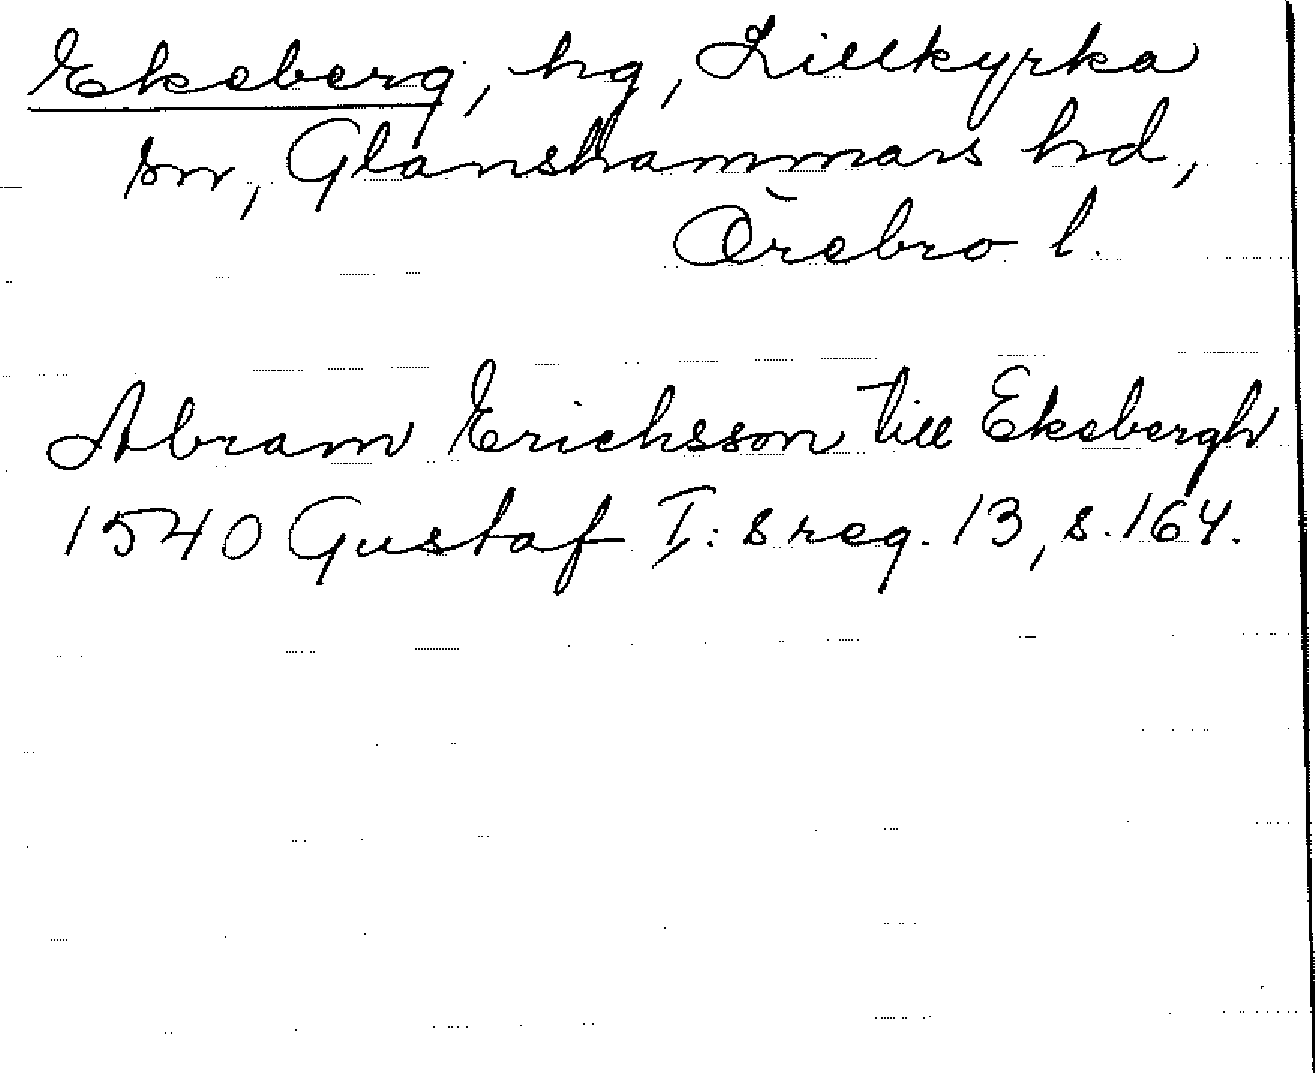 Ekeberg, hg, Lillkyrka
sn, Glanshammars hd,
Örebro l.
Abram Erichsson till Ekebergh
1540 Gustaf I:s reg. 13, s. 164.